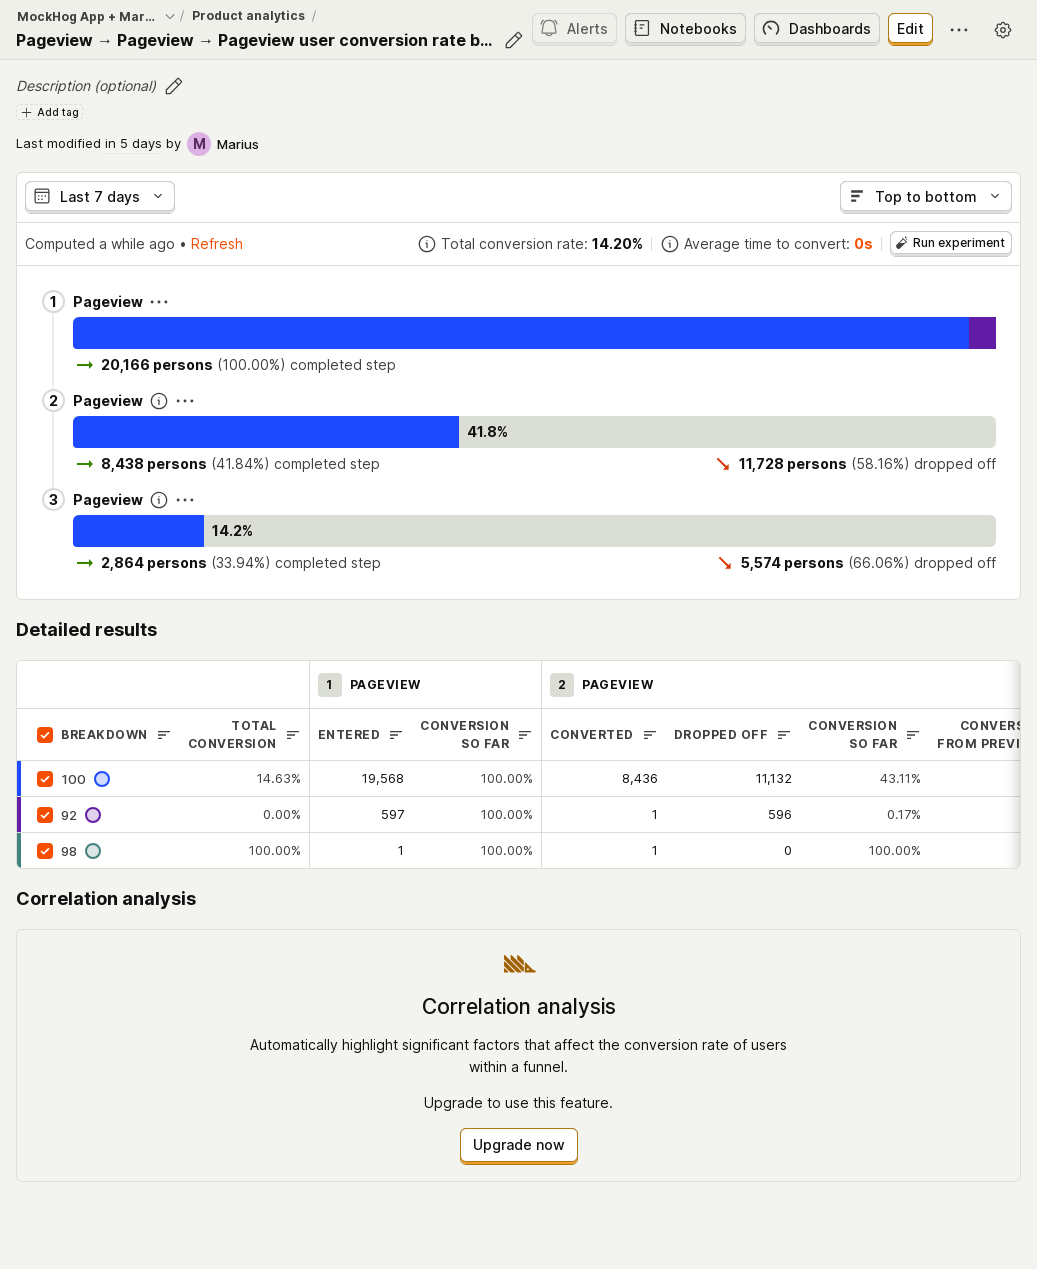 MockHog App + Mar... / Product analytics /
Pageview → Pageview → Pageview user conversion rate b...
Alerts
Notebooks
Dashboards
Edit
Description (optional)
Add tag
Last modified in 5 days by M Marius
Last 7 days
Top to bottom
Computed a while ago • Refresh
Total conversion rate: 14.20%
Average time to convert: 0s
Run experiment
1 Pageview
20,166 persons (100.00%) completed step
2 Pageview
41.8%
8,438 persons (41.84%) completed step
11,728 persons (58.16%) dropped off
3 Pageview
14.2%
2,864 persons (33.94%) completed step
5,574 persons (66.06%) dropped off
Detailed results
1 PAGEVIEW
2 PAGEVIEW
BREAKDOWN
TOTAL
CONVERSION
ENTERED
CONVERSION
SO FAR
CONVERTED
DROPPED OFF
CONVERSION
SO FAR
CONVERS
FROM PREVI
100 14.63% 19,568 100.00% 8,436 11,132 43.11%
92 0.00% 597 100.00% 1 596 0.17%
98 100.00% 1 100.00% 1 0 100.00%
Correlation analysis
Correlation analysis
Automatically highlight significant factors that affect the conversion rate of users
within a funnel.
Upgrade to use this feature.
Upgrade now